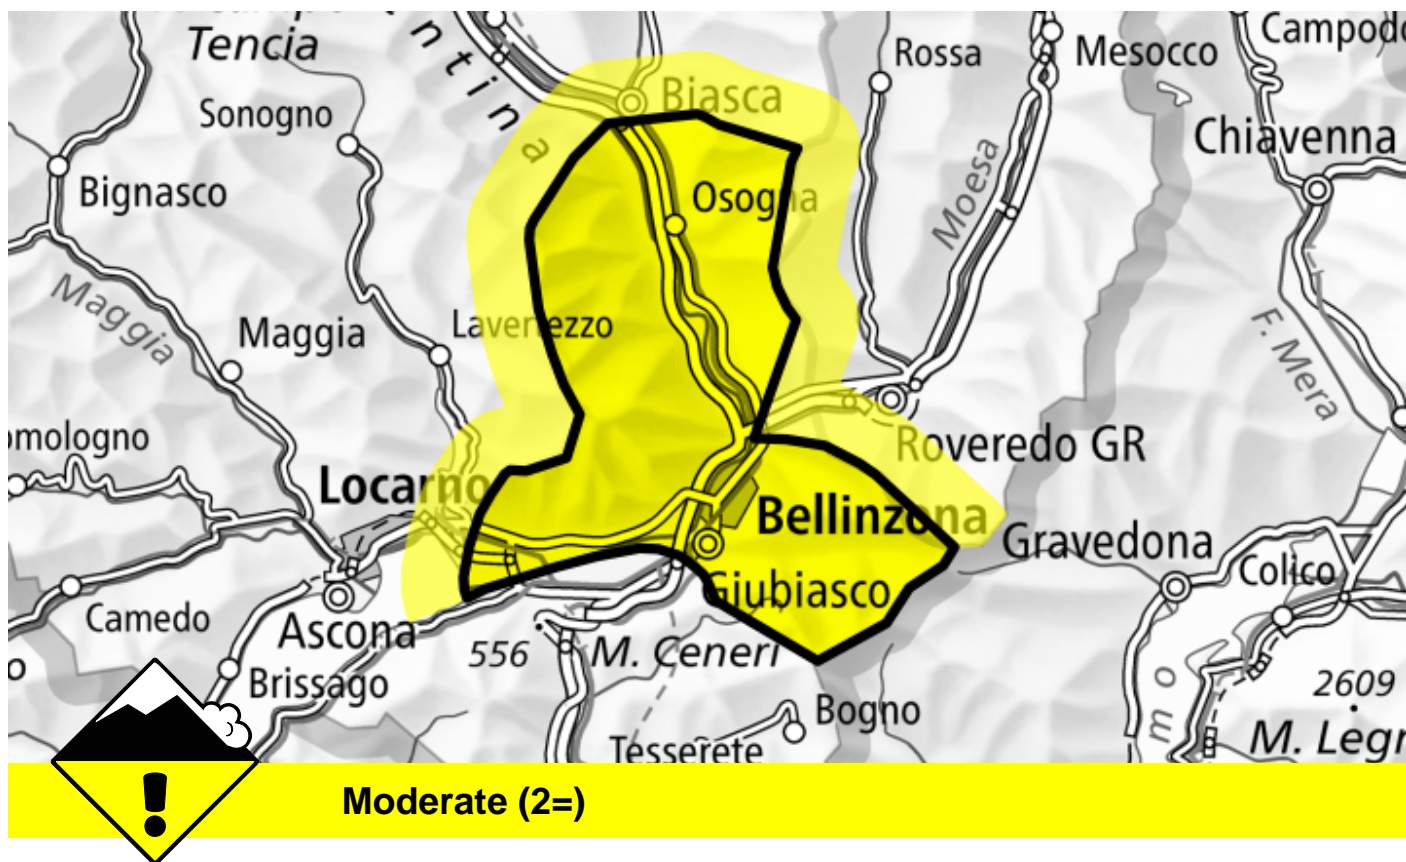 Tencia
ntina
Rossa
Mesocco
Biasca
Sonogno
Chiavenna
Bignasco
Osogna
Moesa
Maggia
Maggia
Lavertezzo
F. Mera
Roveredo GR
Locarno
Bellinzona
Gravedona
Colico
Giubiasco
Camedo
Ascona
556
M. Ceneri
Brissago
2609
Bogno
Tesserete
Moderate (2=)